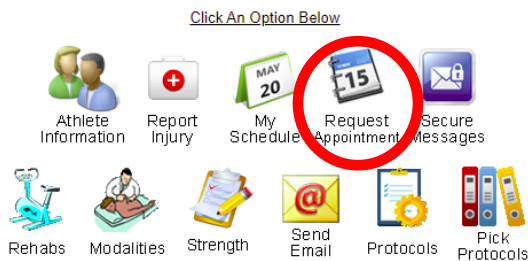 Click An Option Below
MAY
20
15
Athlete
Information
Report
Injury
My
Schedule
Request
Appointment
Secure
Messages
@
Rehabs
Modalities
Strength
Send
Email
Protocols
Pick
Protocols